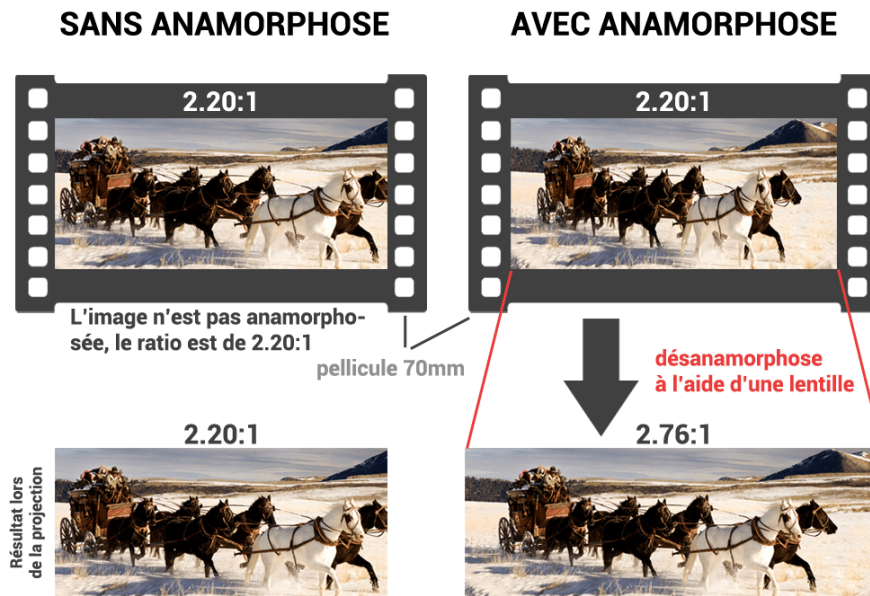 SANS ANAMORPHOSE
AVEC ANAMORPHOSE
2.20:1
2.20:1
L'image n'est pas anamorpho-
sée, le ratio est de 2.20:1
pellicule 70mm
désanamorphose
à l'aide d'une lentille
2.20:1
2.76:1
Résultat lors
de la projection